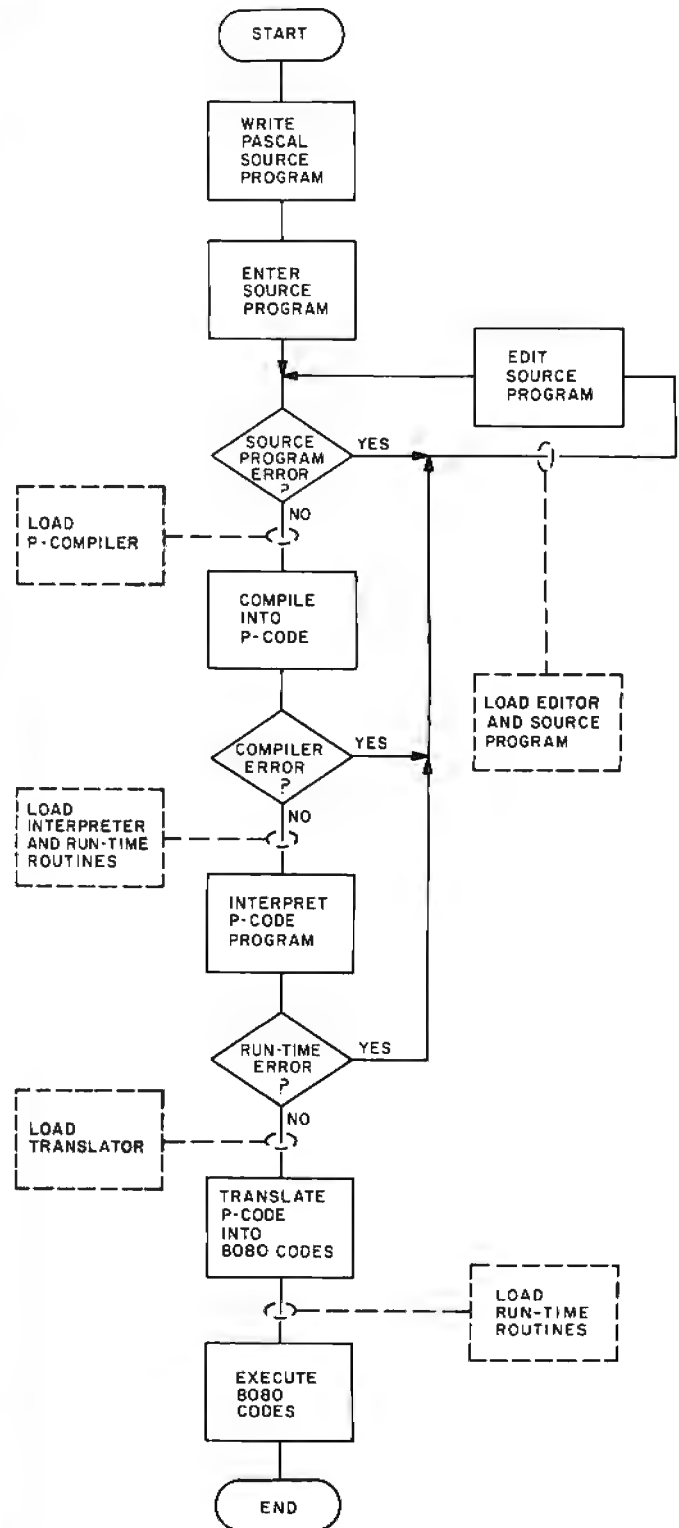 START
WRITE
PASCAL
SOURCE
PROGRAM
ENTER
SOURCE
PROGRAM
EDIT
SOURCE
PROGRAM
SOURCE
PROGRAM
ERROR
?
YES
NO
LOAD
P-COMPILER
COMPILE
INTO
P-CODE
LOAD EDITOR
AND SOURCE
PROGRAM
COMPILER
ERROR
?
YES
NO
LOAD
INTERPRETER
AND RUN-TIME
ROUTINES
INTERPRET
P-CODE
PROGRAM
RUN-TIME
ERROR
?
YES
NO
LOAD
TRANSLATOR
TRANSLATE
P-CODE
INTO
8080 CODES
LOAD
RUN-TIME
ROUTINES
EXECUTE
8080
CODES
END